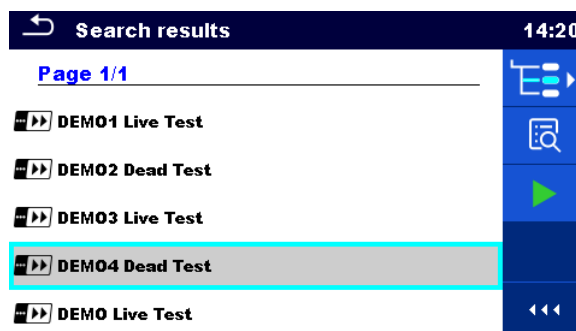 Search results
14:20
Page 1/1
DEMO1 Live Test
DEMO2 Dead Test
DEMO3 Live Test
DEMO4 Dead Test
DEMO Live Test